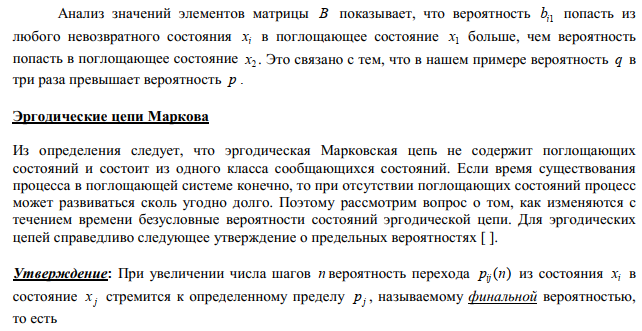 Анализ значений элементов матрицы B показывает, что вероятность b_{i1} попасть из
любого невозвратного состояния x_i в поглощающее состояние x_1 больше, чем вероятность
попасть в поглощающее состояние x_2. Это связано с тем, что в нашем примере вероятность q в
три раза превышает вероятность p .
Эргодические цепи Маркова
Из определения следует, что эргодическая Марковская цепь не содержит поглощающих
состояний и состоит из одного класса сообщающихся состояний. Если время существования
процесса в поглощающей системе конечно, то при отсутствии поглощающих состояний процесс
может развиваться сколь угодно долго. Поэтому рассмотрим вопрос о том, как изменяются с
течением времени безусловные вероятности состояний эргодической цепи. Для эргодических
цепей справедливо следующее утверждение о предельных вероятностях [ ].
Утверждение: При увеличении числа шагов n вероятность перехода p_{ij}(n) из состояния x_i в
состояние x_j стремится к определенному пределу p_j , называемому финальной вероятностью,
то есть